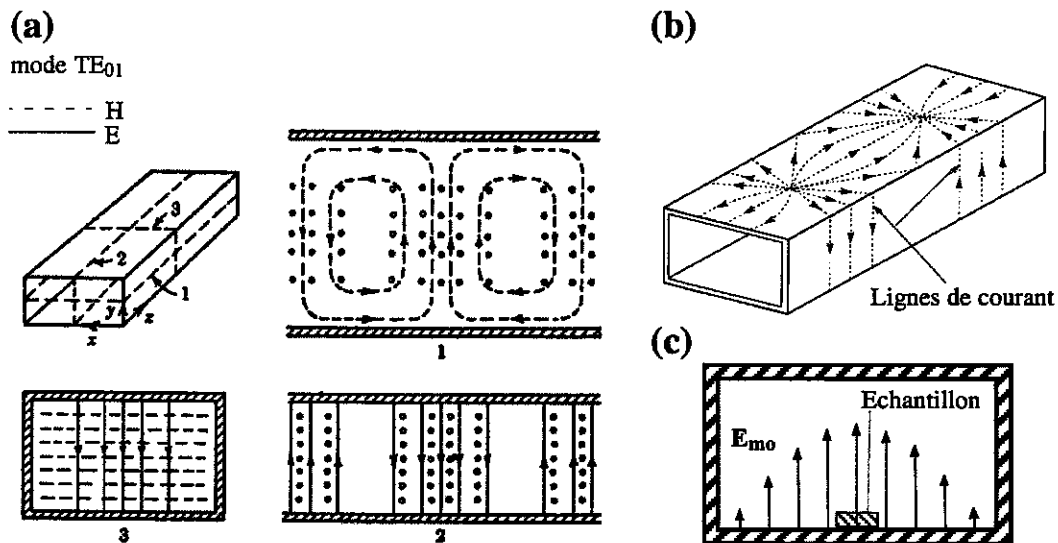 (a)
mode TE01
H
E
3
2
1
y
z
x
1
3
2
(b)
Lignes de courant
(c)
Echantillon
Emo